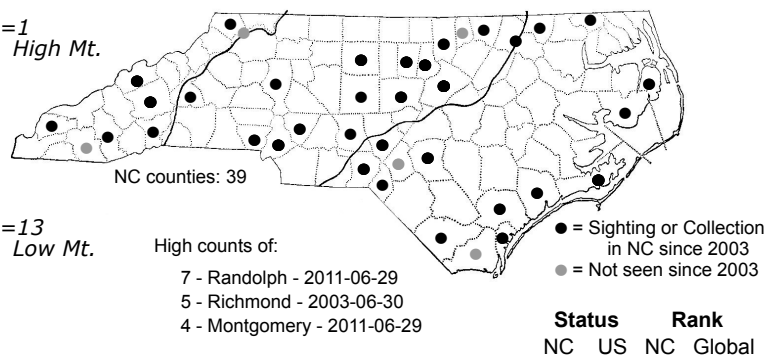 =1
High Mt.
NC counties: 39
=13
Low Mt.
High counts of:
7 - Randolph - 2011-06-29
5 - Richmond - 2003-06-30
4 - Montgomery - 2011-06-29
= Sighting or Collection
in NC since 2003
= Not seen since 2003
Status Rank
NC US NC Global